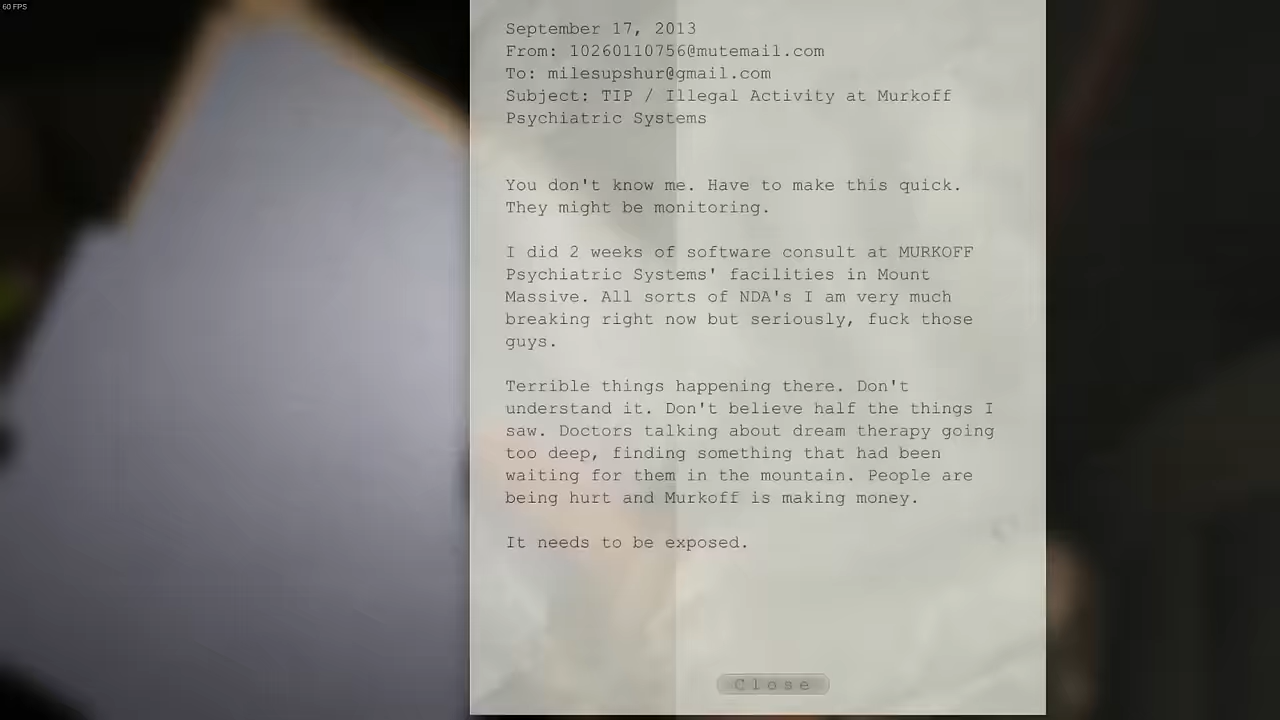 60 FPS
September 17, 2013
From: 10260110756@mutemail.com
To: milesupshur@gmail.com
Subject: TIP / Illegal Activity at Murkoff
Psychiatric Systems
You don't know me. Have to make this quick.
They might be monitoring.
I did 2 weeks of software consult at MURKOFF
Psychiatric Systems' facilities in Mount
Massive. All sorts of NDA's I am very much
breaking right now but seriously, fuck those
guys.
Terrible things happening there. Don't
understand it. Don't believe half the things I
saw. Doctors talking about dream therapy going
too deep, finding something that had been
waiting for them in the mountain. People are
being hurt and Murkoff is making money.
It needs to be exposed.
Close